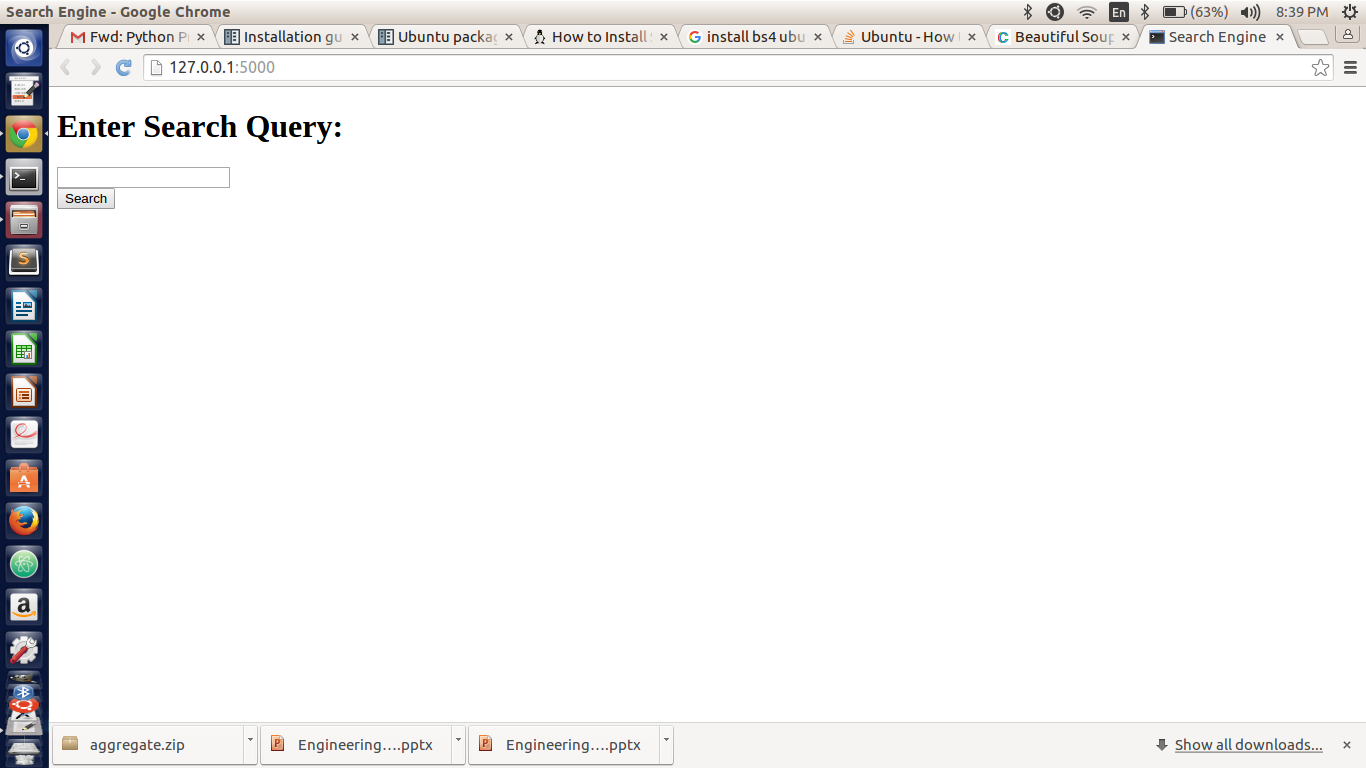 Search Engine - Google Chrome
En
(63%)
8:39 PM
Fwd: Python P
Installation gu
Ubuntu packag
How to Install
install bs4 ubu
Ubuntu - How
Beautiful Soup
Search Engine
127.0.0.1:5000
Enter Search Query:
Search
aggregate.zip
Engineering....pptx
Engineering....pptx
Show all downloads...